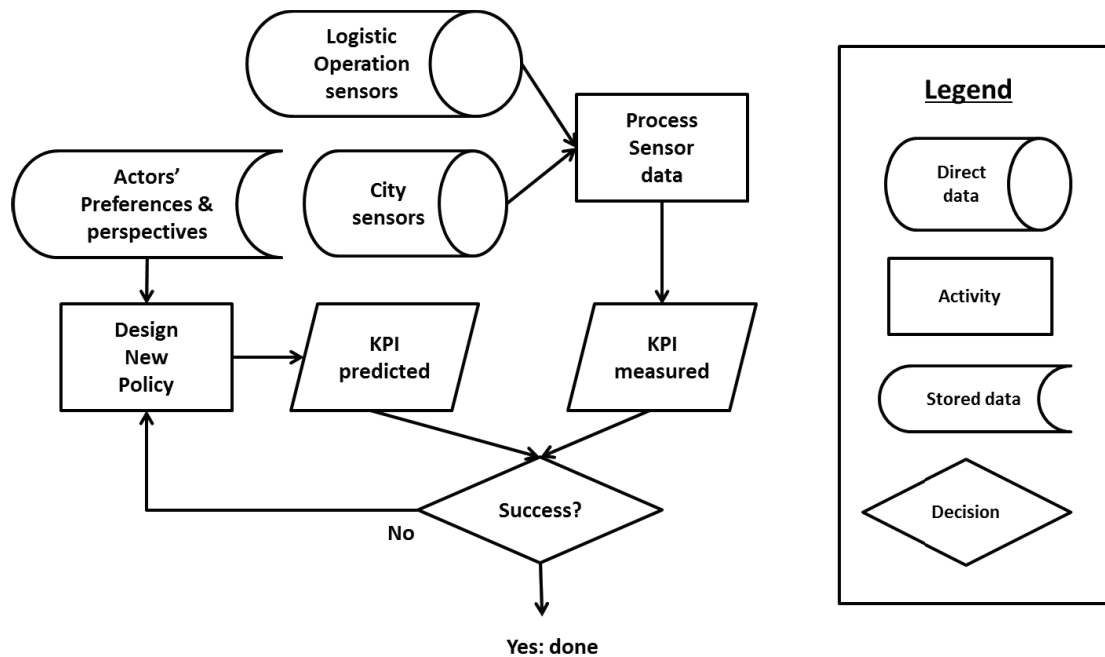 Logistic
Operation
sensors
Process
Sensor
data
Actors'
Preferences &
perspectives
City
sensors
Design
New
Policy
KPI
predicted
KPI
measured
Success?
No
Yes: done
Legend
Direct
data
Activity
Stored data
Decision